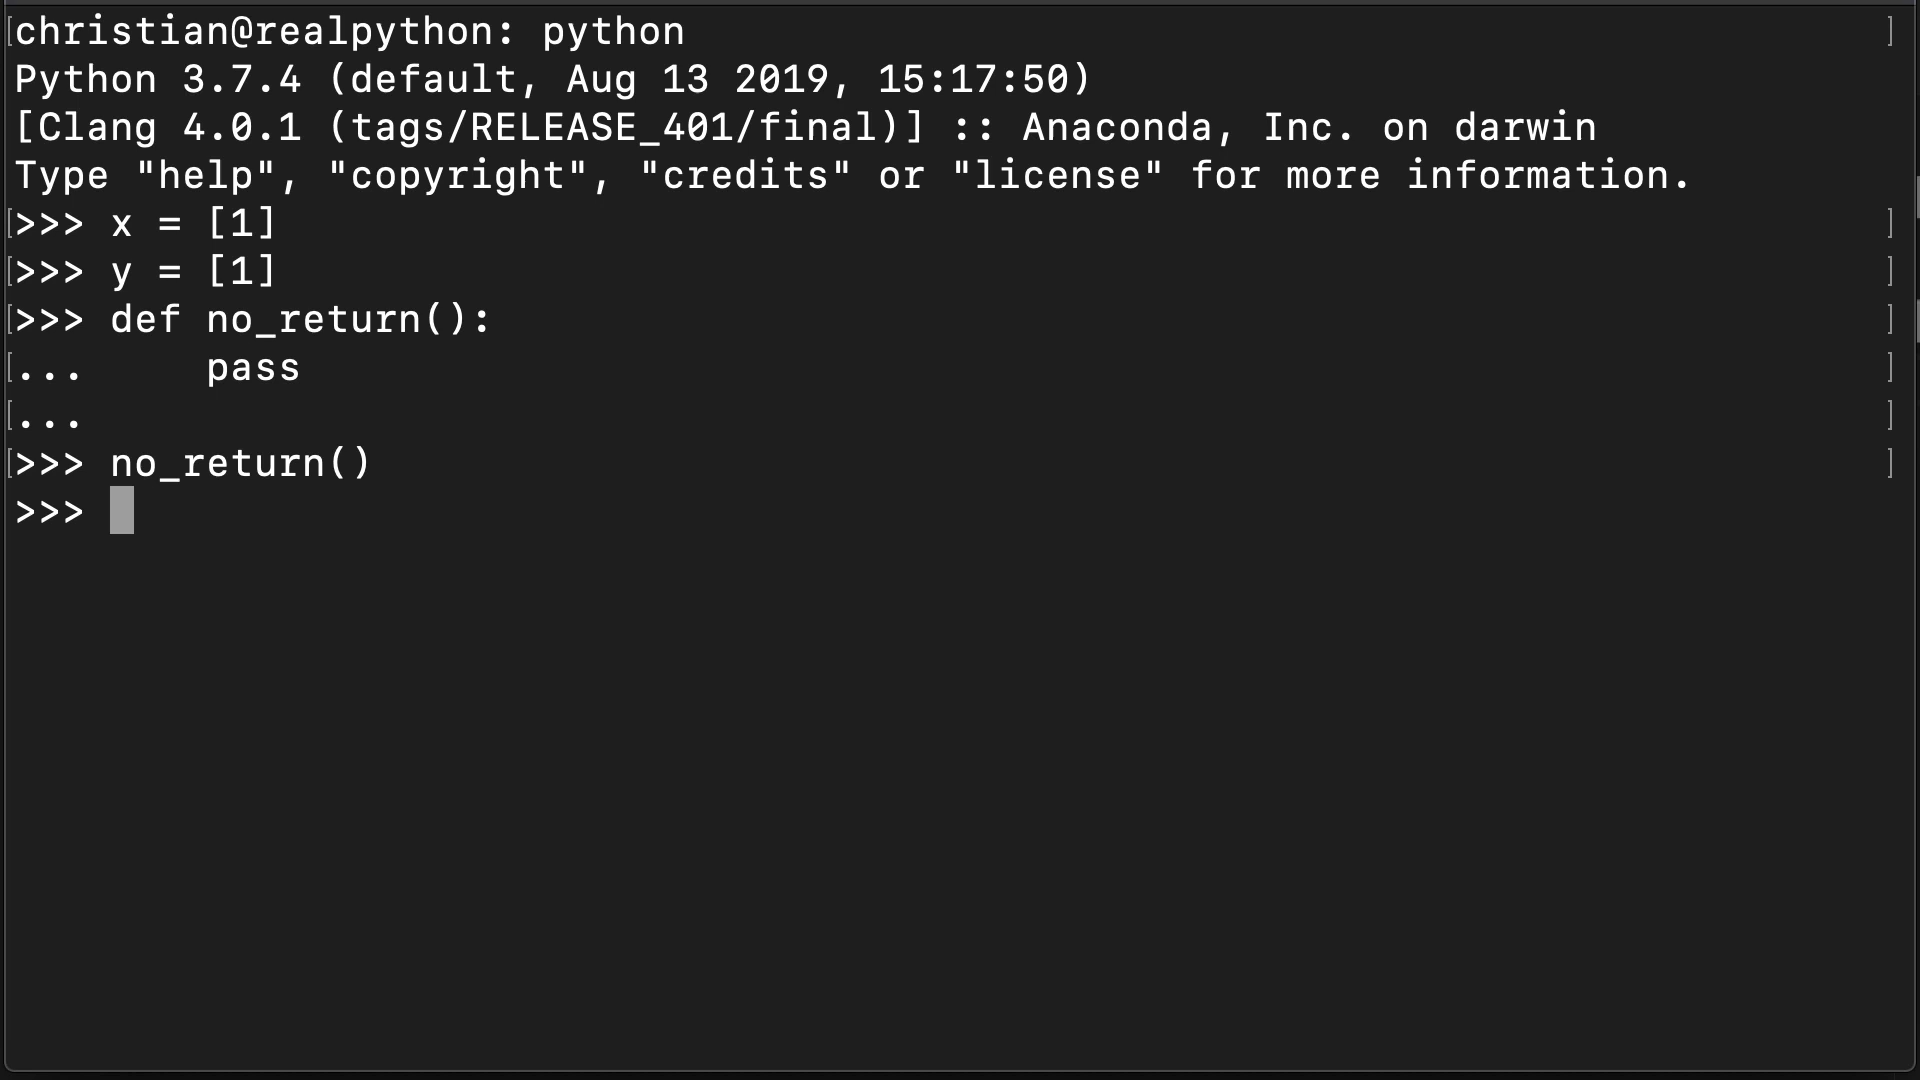 christian@realpython: python
Python 3.7.4 (default, Aug 13 2019, 15:17:50)
[Clang 4.0.1 (tags/RELEASE_401/final)] :: Anaconda, Inc. on darwin
Type "help", "copyright", "credits" or "license" for more information.
>>> x = [1]
>>> y = [1]
>>> def no_return():
...     pass
...
>>> no_return()
>>>